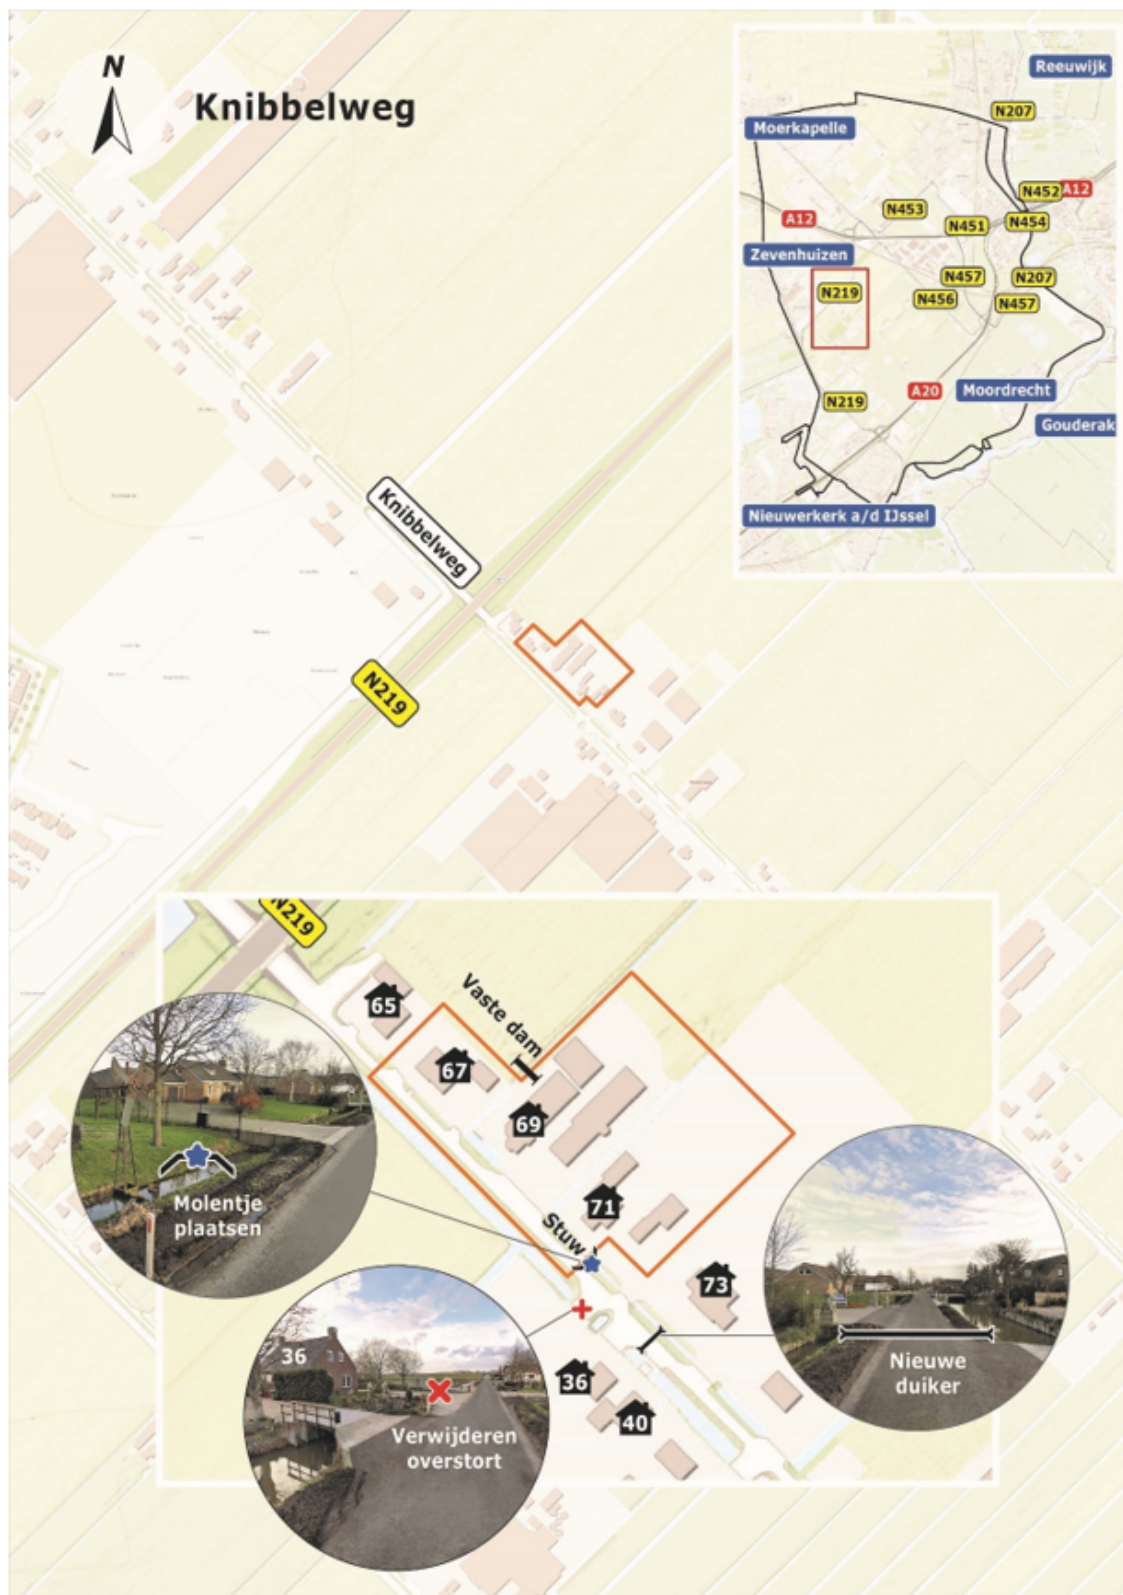 N
Knibbelweg
Reeuwijk
N207
Moerkapelle
N452
A12
N453
A12
N451
N454
Zevenhuizen
N457
N207
N219
N456
N457
A20
Moordrecht
N219
Gouderak
Nieuwerkerk a/d IJssel
Knibbelweg
N219
N219
65
Vaste dam
67
69
71
Stuw
73
36
40
Molentje
plaatsen
36
Verwijderen
overstort
Nieuwe
duiker